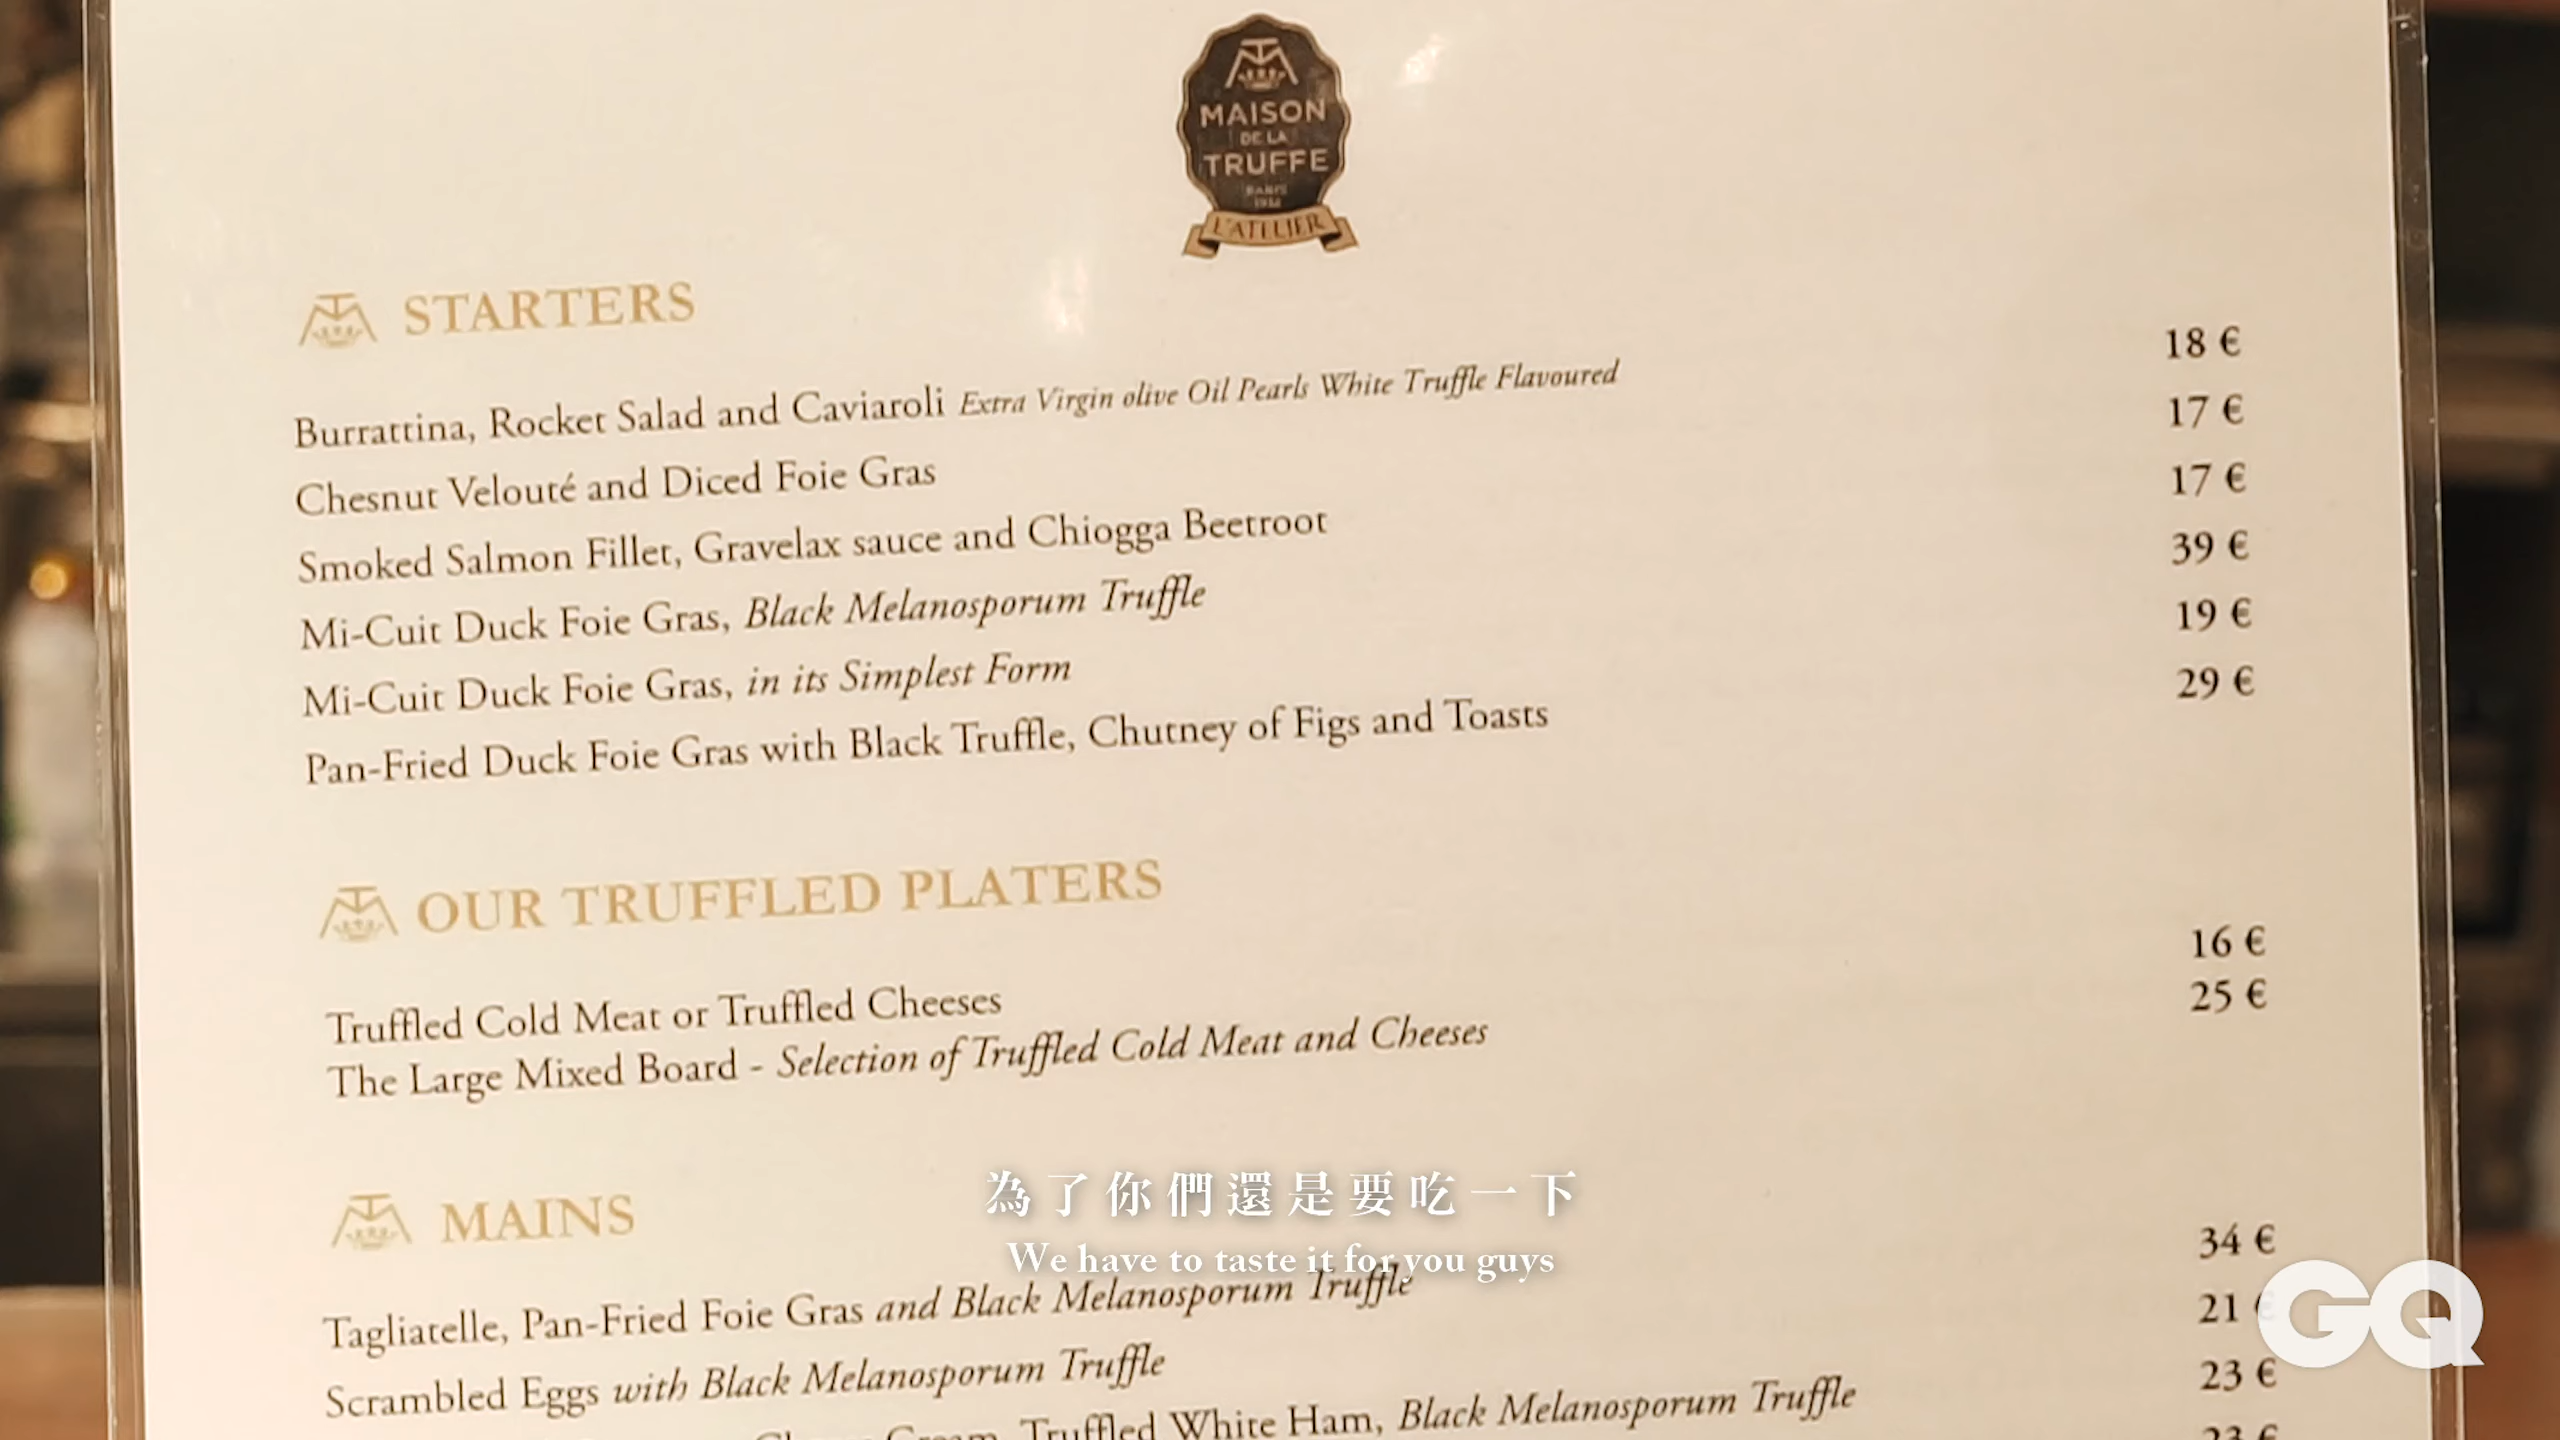 MAISON
DE LA
TRUFFE
PARIS
L'ATELIER
STARTERS
Burrattina, Rocket Salad and Caviaroli Extra Virgin olive Oil Pearls White Truffle Flavoured 18 €
Chesnut Velouté and Diced Foie Gras 17 €
Smoked Salmon Fillet, Gravelax sauce and Chiogga Beetroot 17 €
Mi-Cuit Duck Foie Gras, Black Melanosporum Truffle 39 €
Mi-Cuit Duck Foie Gras, in its Simplest Form 19 €
Pan-Fried Duck Foie Gras with Black Truffle, Chutney of Figs and Toasts 29 €
OUR TRUFFLED PLATERS
Truffled Cold Meat or Truffled Cheeses 16 €
The Large Mixed Board - Selection of Truffled Cold Meat and Cheeses 25 €
MAINS
為了你們還是要吃一下
We have to taste it for you guys
Tagliatelle, Pan-Fried Foie Gras and Black Melanosporum Truffle 34 €
Scrambled Eggs with Black Melanosporum Truffle 21
Cream, Truffled White Ham, Black Melanosporum Truffle 23 €
23 €
GQ